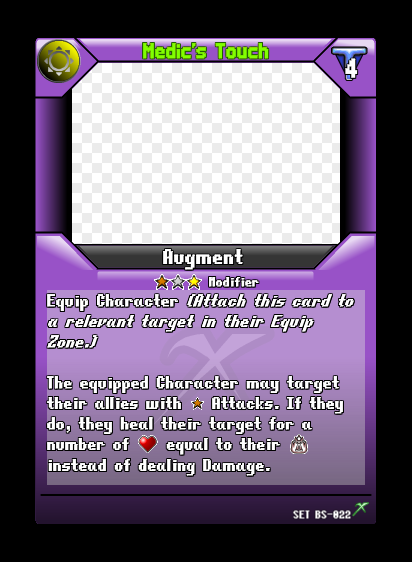 Medic's Touch
4
Augment
Modifier
Equip Character (Attach this card to
a relevant target in their Equip
Zone.)
The equipped Character may target
their allies with Attacks. If they
do, they heal their target for a
number of equal to their
instead of dealing Damage.
SET BS-022